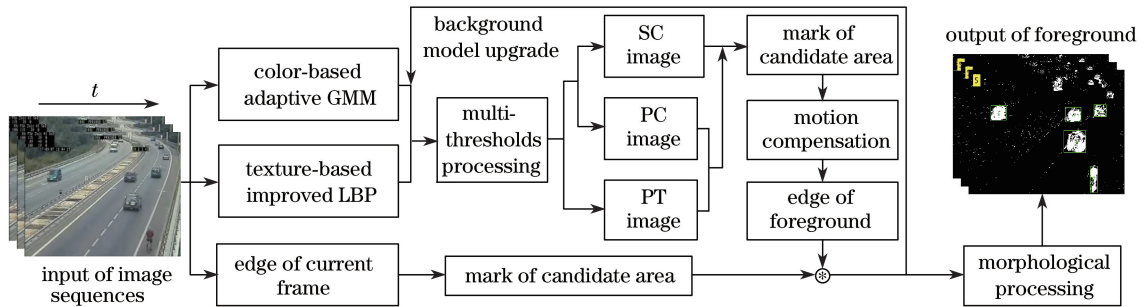 t
input of image
sequences
color-based
adaptive GMM
texture-based
improved LBP
edge of current
frame
background
model upgrade
multi-
thresholds
processing
SC
image
PC
image
PT
image
mark of
candidate area
motion
compensation
edge of
foreground
mark of candidate area
*
morphological
processing
output of foreground